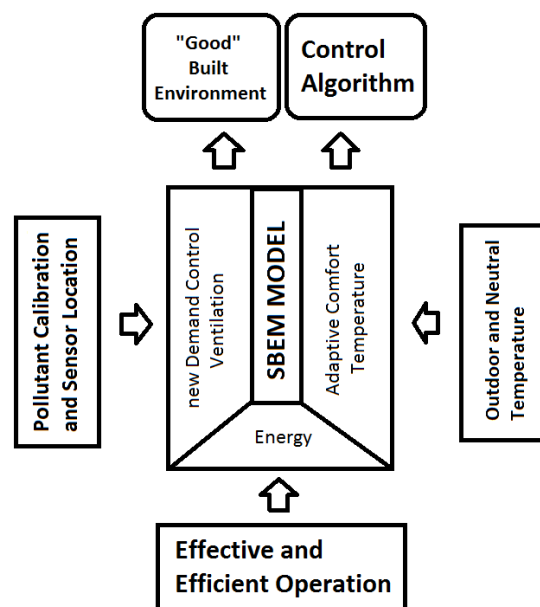 "Good"
Built
Environment
Control
Algorithm
Pollutant Calibration
and Sensor Location
new Demand Control
Ventilation
SBEM MODEL
Adaptive Comfort
Temperature
Outdoor and Neutral
Temperature
Energy
Effective and
Efficient Operation